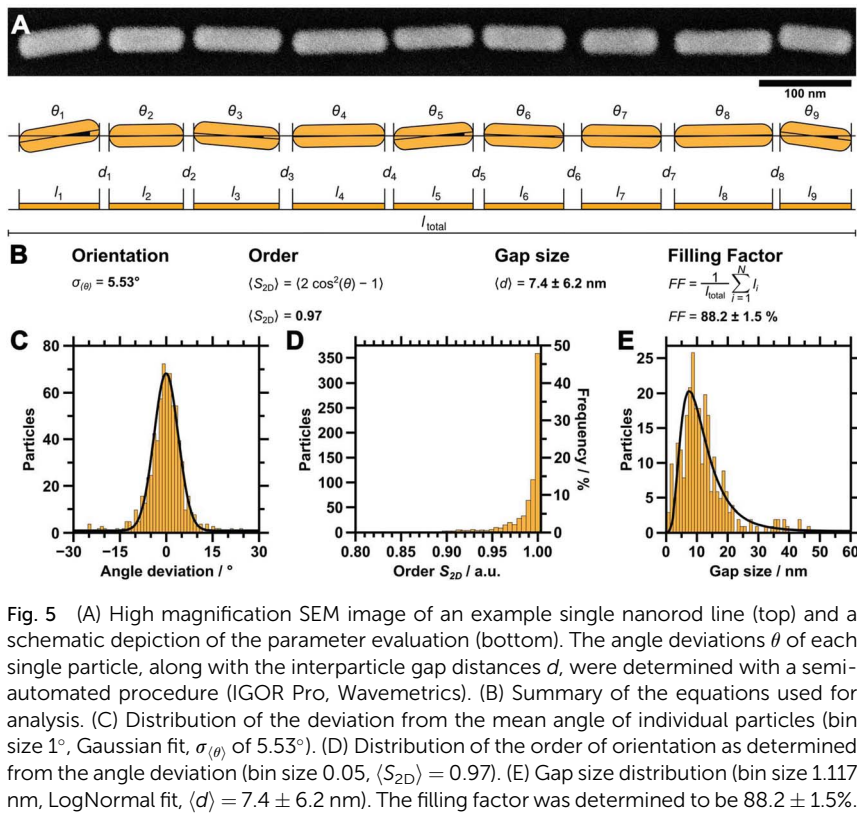 A
100 nm
θ1 θ2 θ3 θ4 θ5 θ6 θ7 θ8 θ9
d1 d2 d3 d4 d5 d6 d7 d8
l1 l2 l3 l4 l5 l6 l7 l8 l9
ltotal
B Orientation Order Gap size Filling Factor
σ⟨θ⟩ = 5.53° ⟨S2D⟩ = ⟨2 cos²(θ) − 1⟩ ⟨d⟩ = 7.4 ± 6.2 nm FF = 1/ltotal ∑ i = 1 N li
⟨S2D⟩ = 0.97 FF = 88.2 ± 1.5 %
C
80
60
40
20
0
Particles
−30 −15 0 15 30
Angle deviation / °
D
350
300
250
200
150
100
50
0
Particles
50
40
30
20
10
0
Frequency / %
0.80 0.85 0.90 0.95 1.00
Order S2D / a.u.
E
25
20
15
10
5
0
Particles
0 10 20 30 40 50 60
Gap size / nm
Fig. 5 (A) High magnification SEM image of an example single nanorod line (top) and a
schematic depiction of the parameter evaluation (bottom). The angle deviations θ of each
single particle, along with the interparticle gap distances d, were determined with a semi-
automated procedure (IGOR Pro, Wavemetrics). (B) Summary of the equations used for
analysis. (C) Distribution of the deviation from the mean angle of individual particles (bin
size 1°, Gaussian fit, σ⟨θ⟩ of 5.53°). (D) Distribution of the order of orientation as determined
from the angle deviation (bin size 0.05, ⟨S2D⟩ = 0.97). (E) Gap size distribution (bin size 1.117
nm, LogNormal fit, ⟨d⟩ = 7.4 ± 6.2 nm). The filling factor was determined to be 88.2 ± 1.5%.